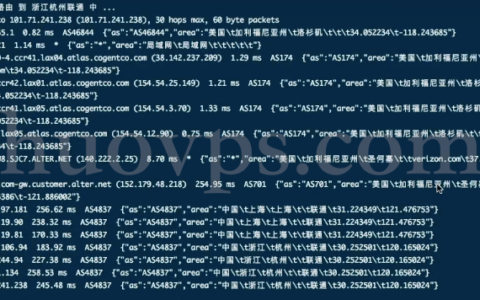 路由 到 浙江杭州联通 中 ...
o 101.71.241.238 (101.71.241.238), 30 hops max, 60 byte packets
65.1 0.82 ms AS46844 {"as":"AS46844","area":"美国\t加利福尼亚州\t洛杉矶\t\t34.052234\t-118.243685"}
1 1.14 ms * {"as":"*","area":"局域网\t局域网\t\t\t\t\t"}
-4.ccr41.lax04.atlas.cogentco.com (38.142.237.209) 1.29 ms AS174 {"as":"AS174","area":"美国\t加利福尼亚州\t洛杉
34.052234\t-118.243685"}
ccr42.lax01.atlas.cogentco.com (154.54.25.149) 1.21 ms AS174 {"as":"AS174","area":"美国\t加利福尼亚州\t洛杉矶
118.243685"}
ccr41.lax05.atlas.cogentco.com (154.54.3.70) 1.33 ms AS174 {"as":"AS174","area":"美国\t加利福尼亚州\t洛杉矶\t
18.243685"}
.lax05.atlas.cogentco.com (154.54.12.90) 0.75 ms AS174 {"as":"AS174","area":"美国\t加利福尼亚州\t洛杉矶\t\t
43685"}
.SJC7.ALTER.NET (140.222.2.25) 8.70 ms * {"as":"*","area":"美国\t加利福尼亚州\t圣何塞\t\tverizon.com\t37
com-gw.customer.alter.net (152.179.48.218) 254.95 ms AS701 {"as":"AS701","area":"美国\t加利福尼亚州\t圣何塞
6386\t-121.886002"}
97.181 256.62 ms AS4837 {"as":"AS4837","area":"中国\t上海\t上海\t\t联通\t31.224349\t121.476753"}
19.90 238.32 ms AS4837 {"as":"AS4837","area":"中国\t上海\t上海\t\t联通\t31.224349\t121.476753"}
19.81 170.33 ms AS4837 {"as":"AS4837","area":"中国\t上海\t上海\t\t联通\t31.224349\t121.476753"}
106.94 183.92 ms AS4837 {"as":"AS4837","area":"中国\t浙江\t杭州\t\t联通\t30.252501\t120.165024"}
244.94 227.38 ms AS4837 {"as":"AS4837","area":"中国\t浙江\t杭州\t\t联通\t30.252501\t120.165024"}
.134 258.53 ms AS4837 {"as":"AS4837","area":"中国\t浙江\t杭州\t\t联通\t30.252501\t120.165024"}
241.238 245.48 ms AS4837 {"as":"AS4837","area":"中国\t浙江\t杭州\t\t联通\t30.252501\t120.165024"}
nuovps.com